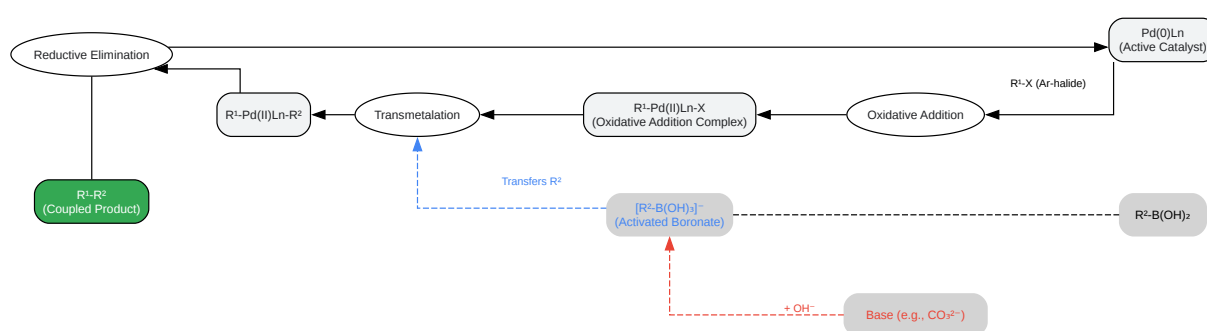 Pd(0)Ln
(Active Catalyst)
Reductive Elimination
R¹-X (Ar-halide)
R¹-Pd(II)Ln-R²
Transmetalation
R¹-Pd(II)Ln-X
(Oxidative Addition Complex)
Oxidative Addition
Transfers R²
R¹-R²
(Coupled Product)
[R²-B(OH)₃]⁻
(Activated Boronate)
R²-B(OH)₂
+ OH⁻
Base (e.g., CO₃²⁻)